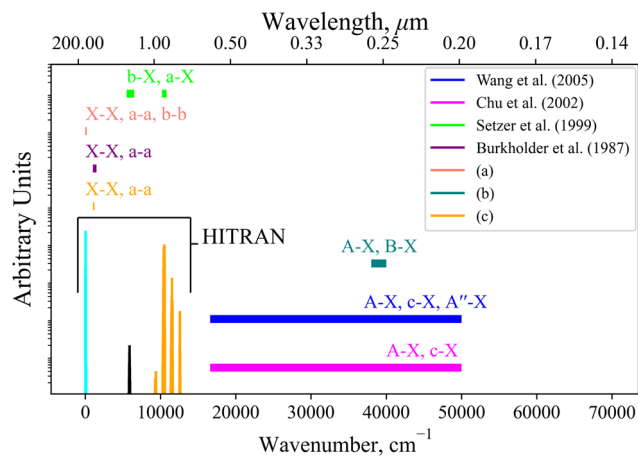 Wavelength, μm
200.00 1.00 0.50 0.33 0.25 0.20 0.17 0.14
b-X, a-X
X-X, a-a, b-b
X-X, a-a
X-X, a-a
HITRAN
A-X, B-X
A-X, c-X, A″-X
A-X, c-X
Wang et al. (2005)
Chu et al. (2002)
Setzer et al. (1999)
Burkholder et al. (1987)
(a)
(b)
(c)
Arbitrary Units
0 10000 20000 30000 40000 50000 60000 70000
Wavenumber, cm⁻¹